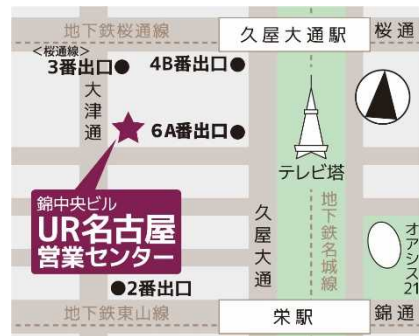 地下鉄桜通線
久屋大通駅
桜通
<桜通線>
3番出口
4B番出口
大津通
6A番出口
テレビ塔
錦中央ビル
UR名古屋
営業センター
久屋大通
地下鉄名城線
オアシス21
2番出口
地下鉄東山線
栄駅
錦通